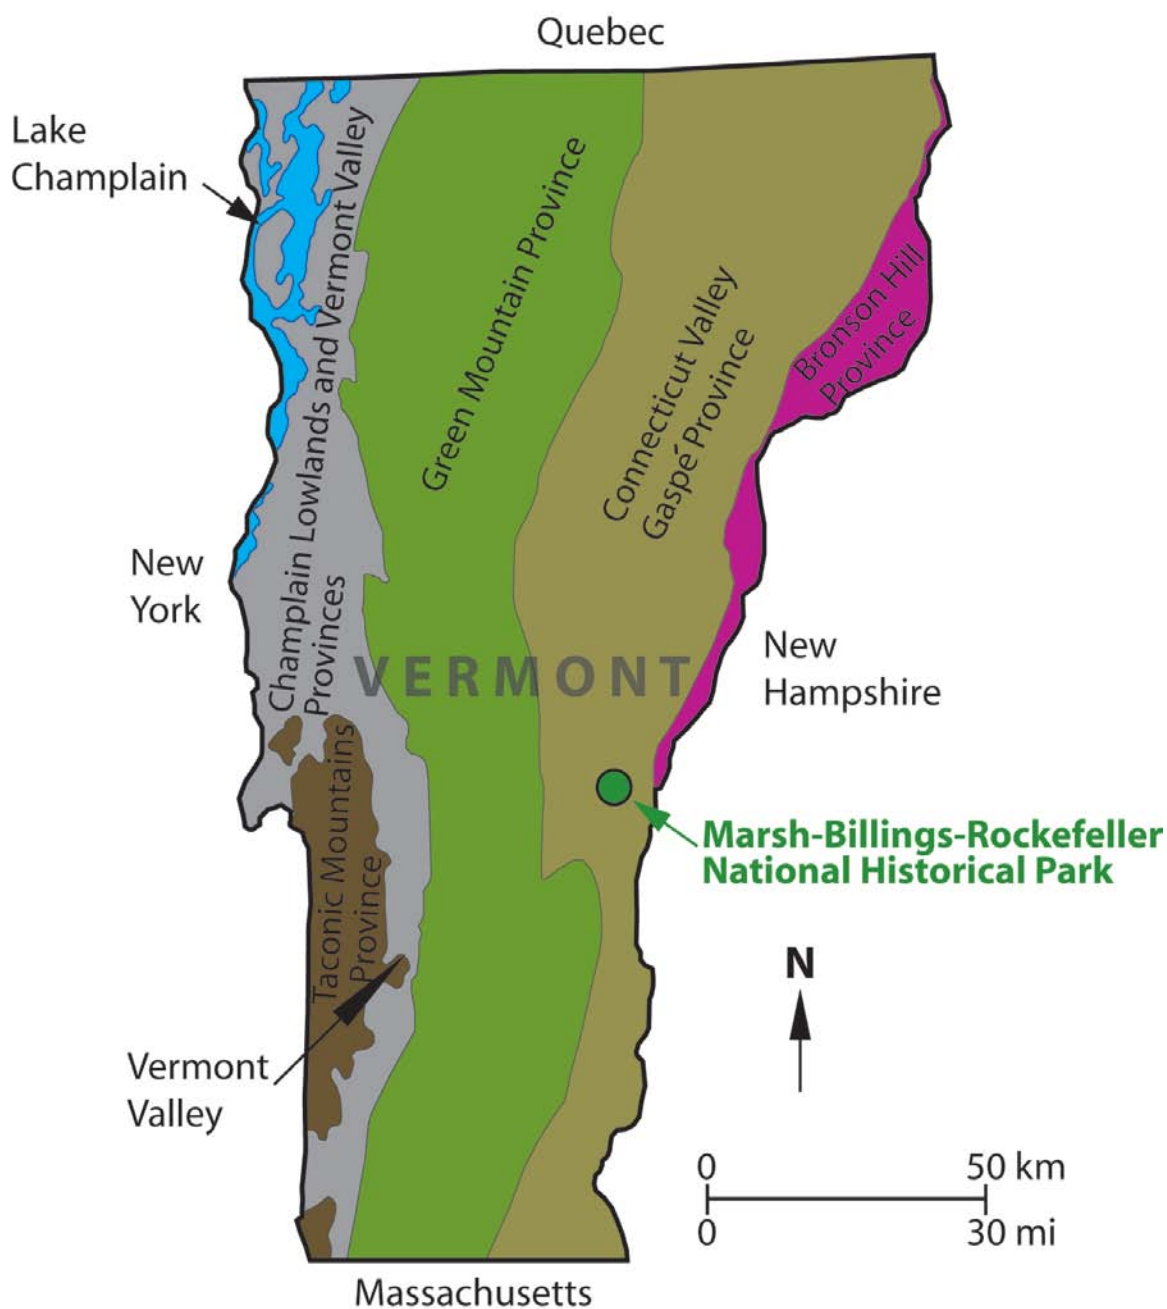 Quebec
Lake
Champlain
Champlain Lowlands and Vermont Valley
Provinces
Green Mountain Province
Connecticut Valley
Gaspé Province
Bronson Hill
Province
New
York
VERMONT
New
Hampshire
Taconic Mountains
Province
Marsh-Billings-Rockefeller
National Historical Park
N
Vermont
Valley
0 50 km
0 30 mi
Massachusetts